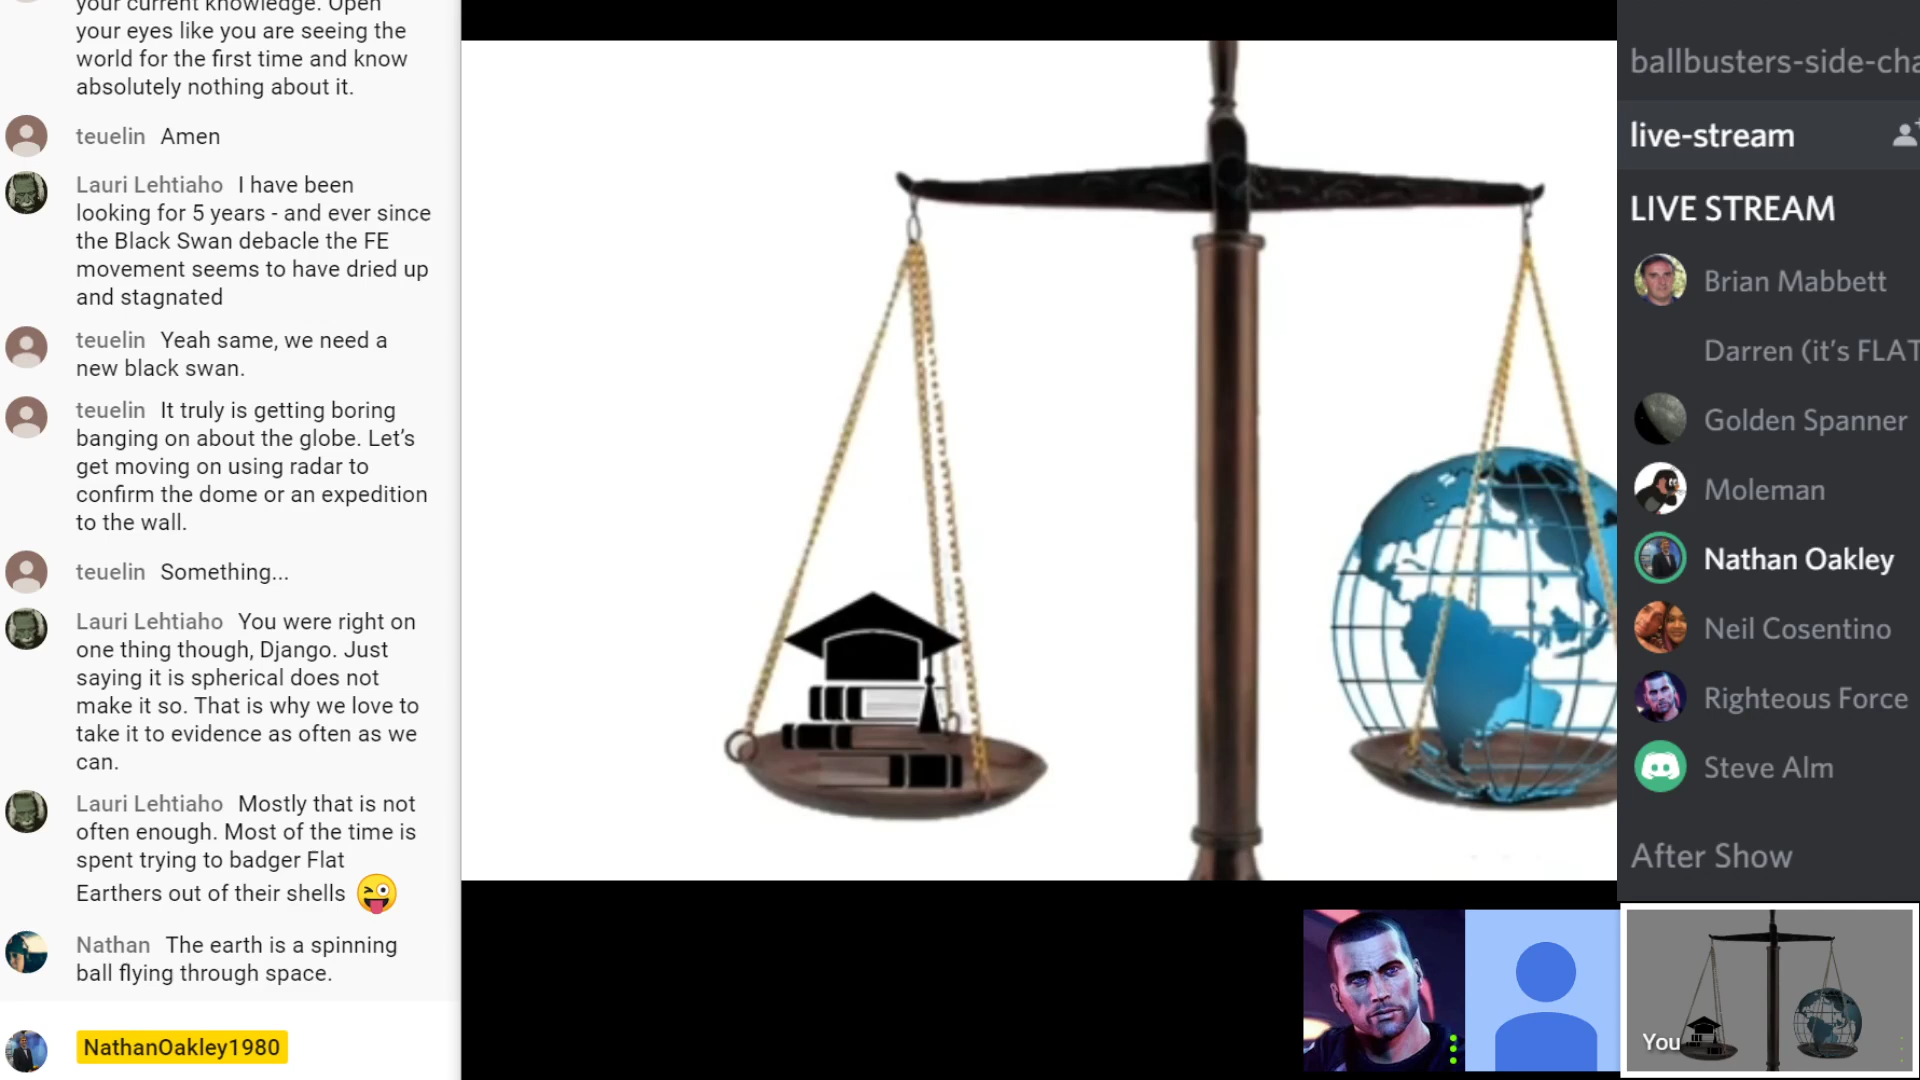 your current knowledge. Open
your eyes like you are seeing the
world for the first time and know
absolutely nothing about it.
teuelin Amen
Lauri Lehtiaho I have been
looking for 5 years - and ever since
the Black Swan debacle the FE
movement seems to have dried up
and stagnated
teuelin Yeah same, we need a
new black swan.
teuelin It truly is getting boring
banging on about the globe. Let's
get moving on using radar to
confirm the dome or an expedition
to the wall.
teuelin Something...
Lauri Lehtiaho You were right on
one thing though, Django. Just
saying it is spherical does not
make it so. That is why we love to
take it to evidence as often as we
can.
Lauri Lehtiaho Mostly that is not
often enough. Most of the time is
spent trying to badger Flat
Earthers out of their shells
Nathan The earth is a spinning
ball flying through space.
NathanOakley1980
ballbusters-side-cha
live-stream
LIVE STREAM
Brian Mabbett
Darren (it's FLAT
Golden Spanner
Moleman
Nathan Oakley
Neil Cosentino
Righteous Force
Steve Alm
After Show
You